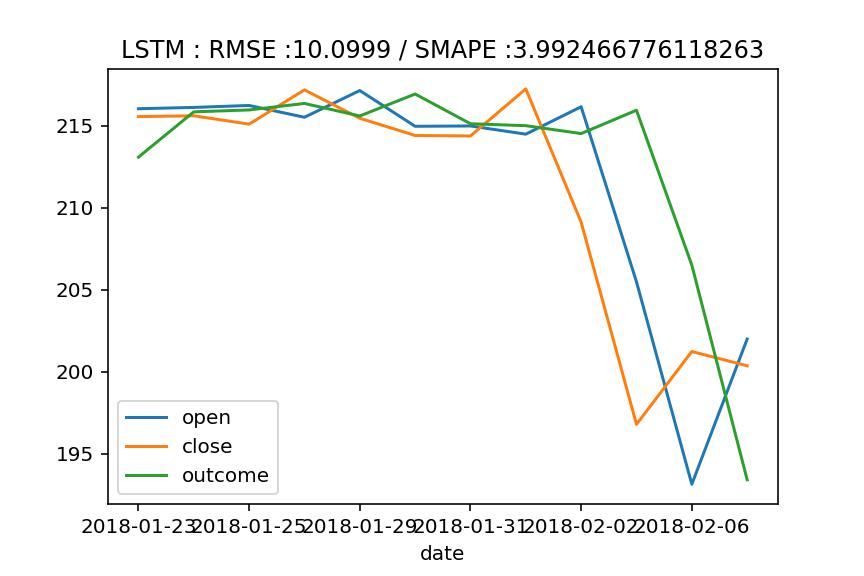 LSTM : RMSE :10.0999 / SMAPE :3.992466776118263
215
210
205
200
195
open
close
outcome
2018-01-23 2018-01-25 2018-01-29 2018-01-31 2018-02-02 2018-02-06
date